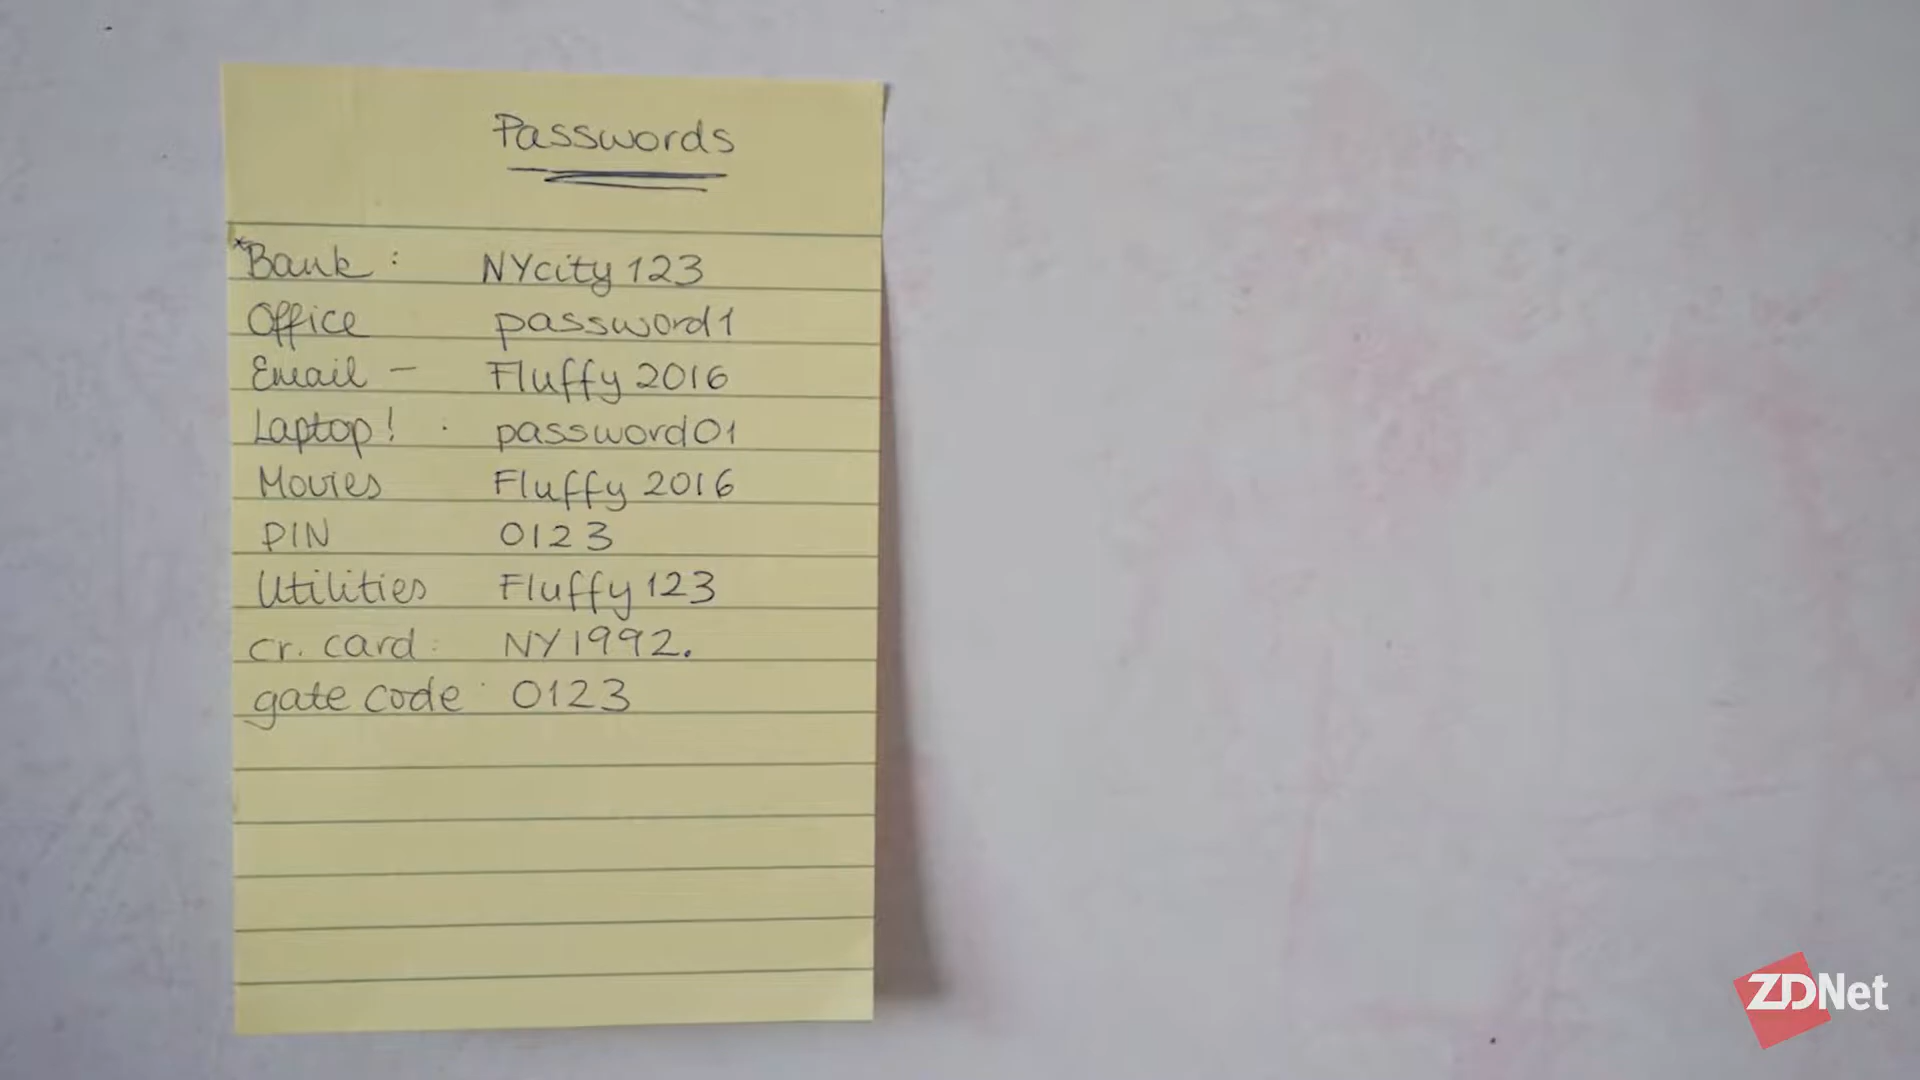 Passwords
*Bank : NYcity 123
Office password1
Email - Fluffy 2016
Laptop! : password01
Movies Fluffy 2016
PIN 0123
Utilities Fluffy 123
cr. card : NY1992.
gate code : 0123
ZDNet